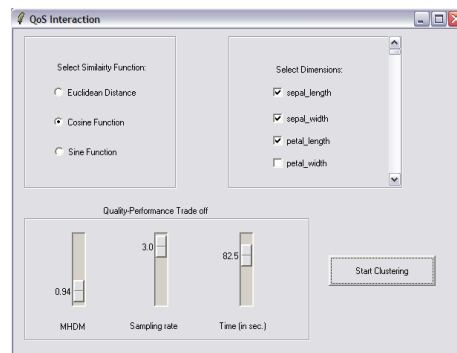 QoS Interaction
Select Similairty Function:
Euclidean Distance
Cosine Function
Sine Function
Select Dimensions:
sepal_length
sepal_width
petal_length
petal_width
Quality-Performance Trade off
0.94
3.0
82.5
MHDM
Sampling rate
Time (in sec.)
Start Clustering